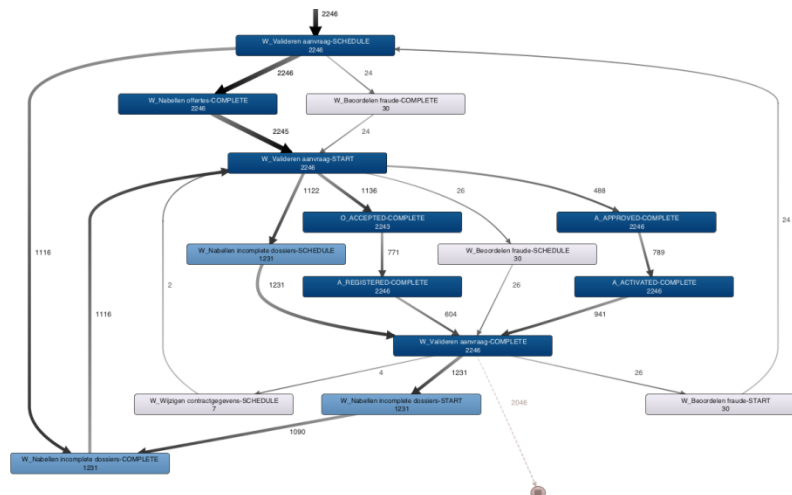 2246
W_Valideren aanvraag-SCHEDULE
2246
2246
24
W_Nabellen offertes-COMPLETE
2246
W_Beoordelen fraude-COMPLETE
30
2245
24
W_Valideren aanvraag-START
2246
1122
1136
26
488
O_ACCEPTED-COMPLETE
2243
A_APPROVED-COMPLETE
2246
1116
W_Nabellen incomplete dossiers-SCHEDULE
1231
771
W_Beoordelen fraude-SCHEDULE
30
789
24
1116
2
1231
A_REGISTERED-COMPLETE
2246
26
A_ACTIVATED-COMPLETE
2246
604
941
W_Valideren aanvraag-COMPLETE
2246
4
1231
26
2046
W_Wijzigen contractgegevens-SCHEDULE
7
W_Nabellen incomplete dossiers-START
1231
W_Beoordelen fraude-START
30
1090
W_Nabellen incomplete dossiers-COMPLETE
1231